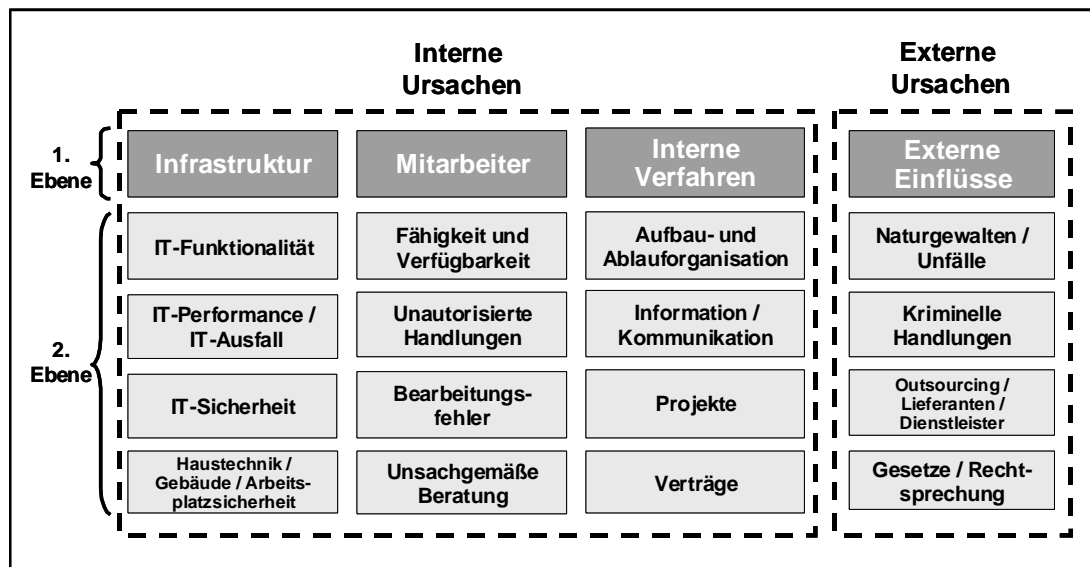 Interne
Ursachen
Externe
Ursachen
1.
Ebene
Infrastruktur
Mitarbeiter
Interne
Verfahren
Externe
Einflüsse
2.
Ebene
IT-Funktionalität
Fähigkeit und
Verfügbarkeit
Aufbau- und
Ablauforganisation
Naturgewalten /
Unfälle
IT-Performance /
IT-Ausfall
Unautorisierte
Handlungen
Information /
Kommunikation
Kriminelle
Handlungen
IT-Sicherheit
Bearbeitungs-
fehler
Projekte
Outsourcing /
Lieferanten /
Dienstleister
Haustechnik /
Gebäude / Arbeits-
platzsicherheit
Unsachgemäße
Beratung
Verträge
Gesetze / Recht-
sprechung